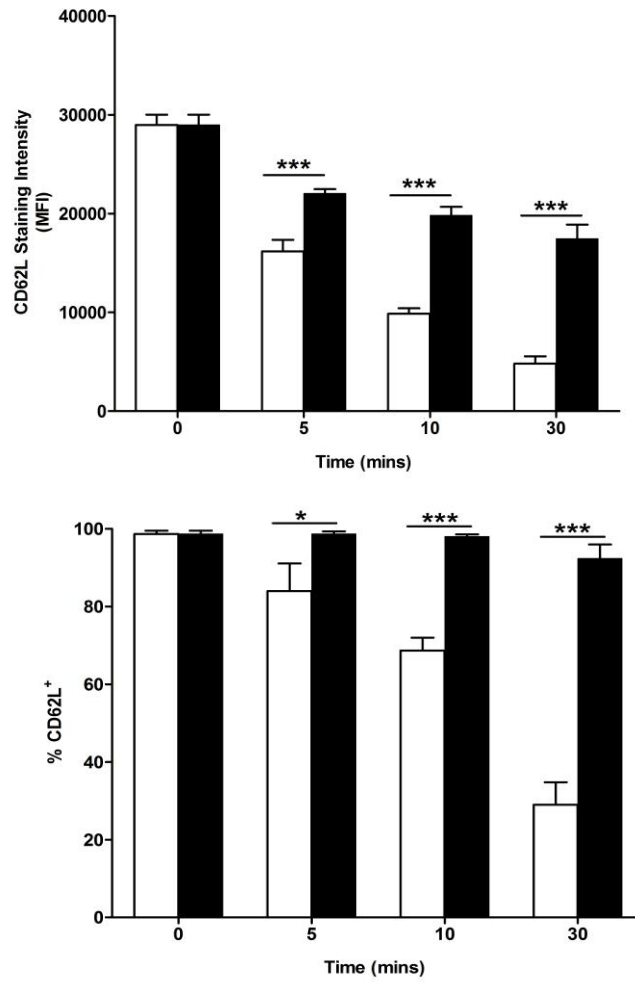 40000
30000
20000
10000
0
CD62L Staining Intensity
(MFI)
***
***
***
0 5 10 30
Time (mins)
100
80
60
40
20
0
% CD62L⁺
*
***
***
0 5 10 30
Time (mins)